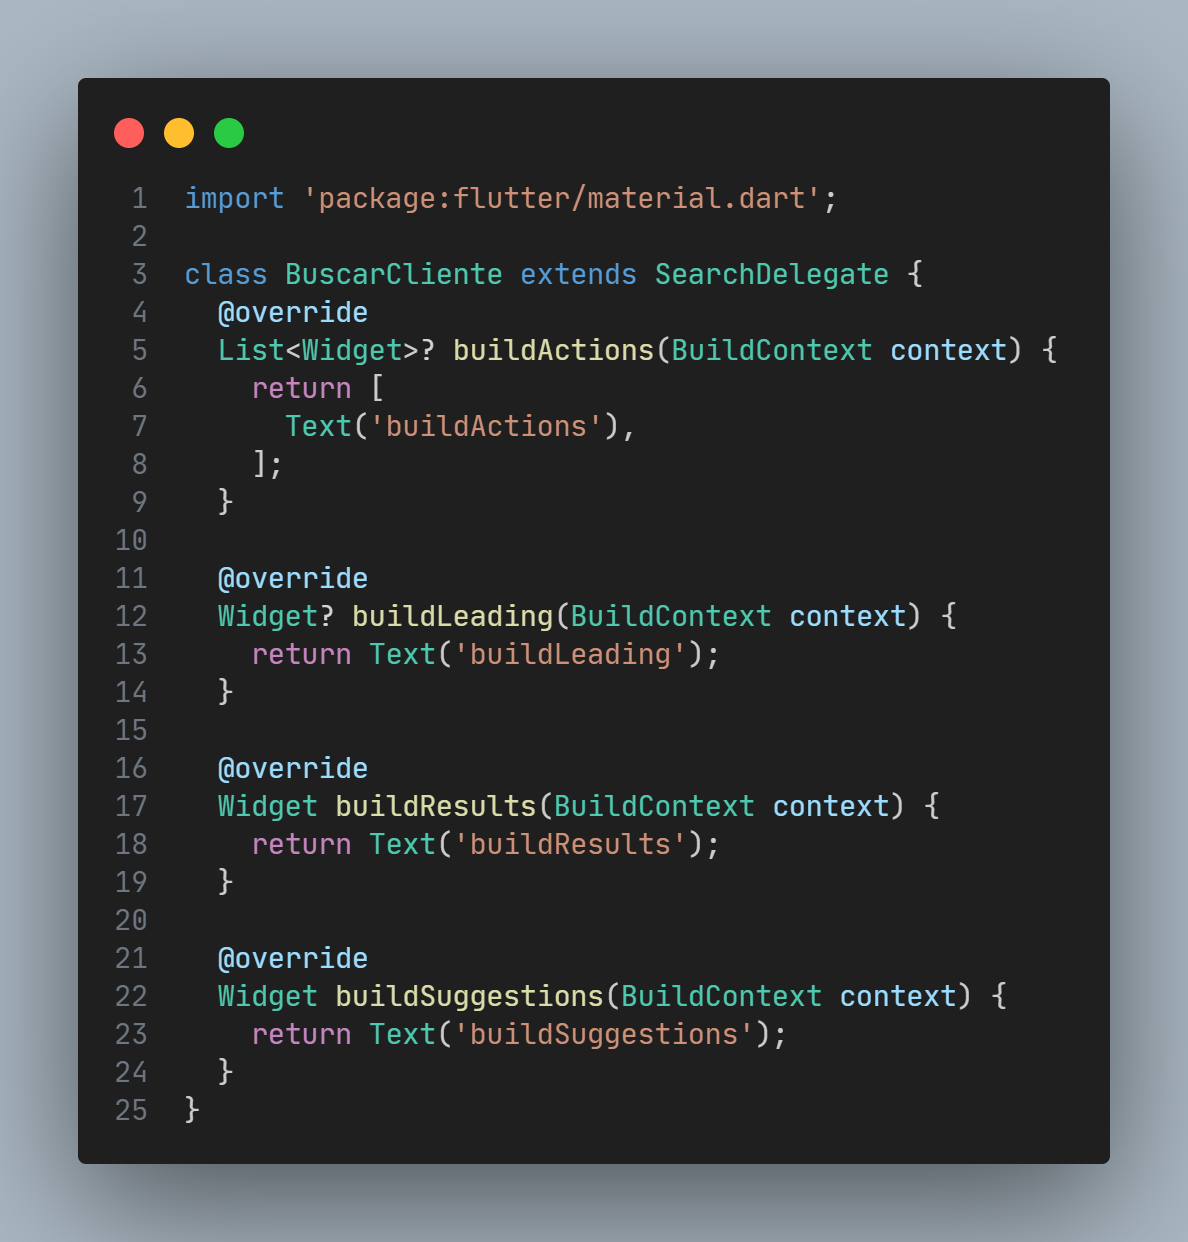 1 import 'package:flutter/material.dart';
2
3 class BuscarCliente extends SearchDelegate {
4   @override
5   List<Widget>? buildActions(BuildContext context) {
6     return [
7       Text('buildActions'),
8     ];
9   }
10
11   @override
12   Widget? buildLeading(BuildContext context) {
13     return Text('buildLeading');
14   }
15
16   @override
17   Widget buildResults(BuildContext context) {
18     return Text('buildResults');
19   }
20
21   @override
22   Widget buildSuggestions(BuildContext context) {
23     return Text('buildSuggestions');
24   }
25 }